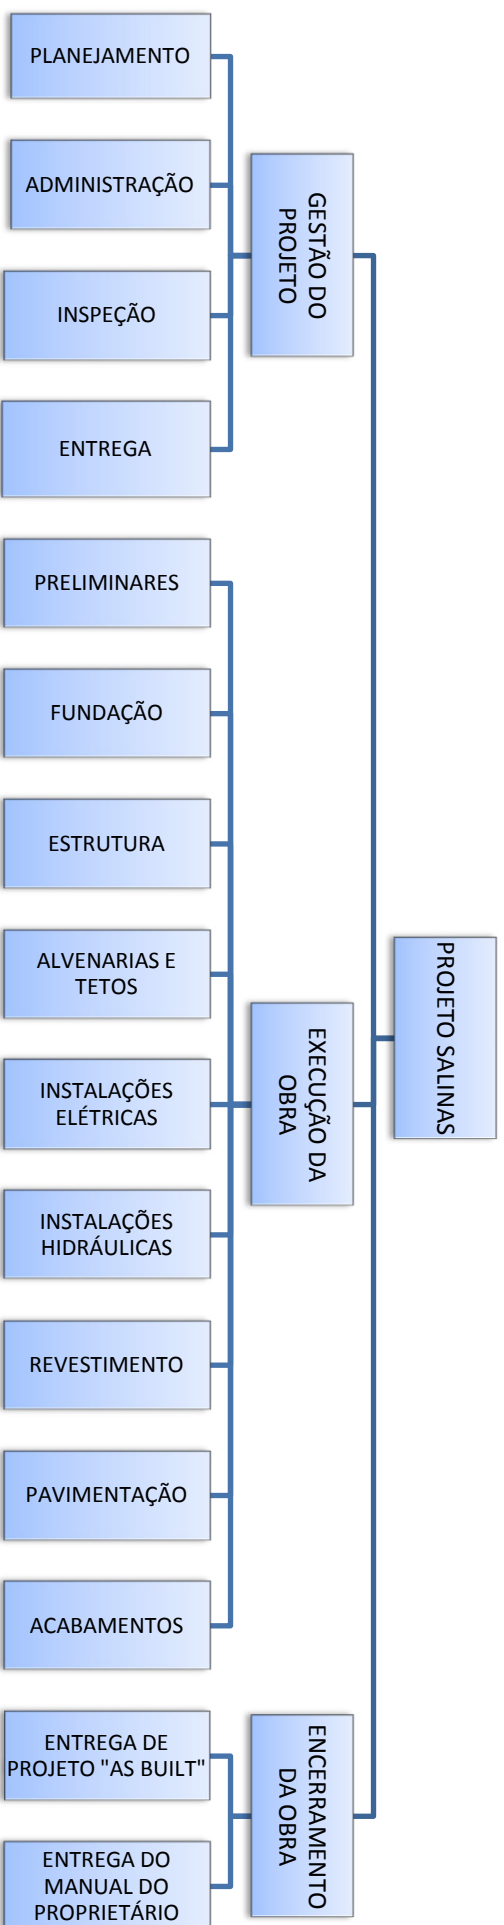 PROJETO SALINAS
GESTÃO DO
PROJETO
PLANEJAMENTO
ADMINISTRAÇÃO
INSPEÇÃO
ENTREGA
EXECUÇÃO DA
OBRA
PRELIMINARES
FUNDAÇÃO
ESTRUTURA
ALVENARIAS E
TETOS
INSTALAÇÕES
ELÉTRICAS
INSTALAÇÕES
HIDRÁULICAS
REVESTIMENTO
PAVIMENTAÇÃO
ACABAMENTOS
ENCERRAMENTO
DA OBRA
ENTREGA DE
PROJETO "AS BUILT"
ENTREGA DO
MANUAL DO
PROPRIETÁRIO